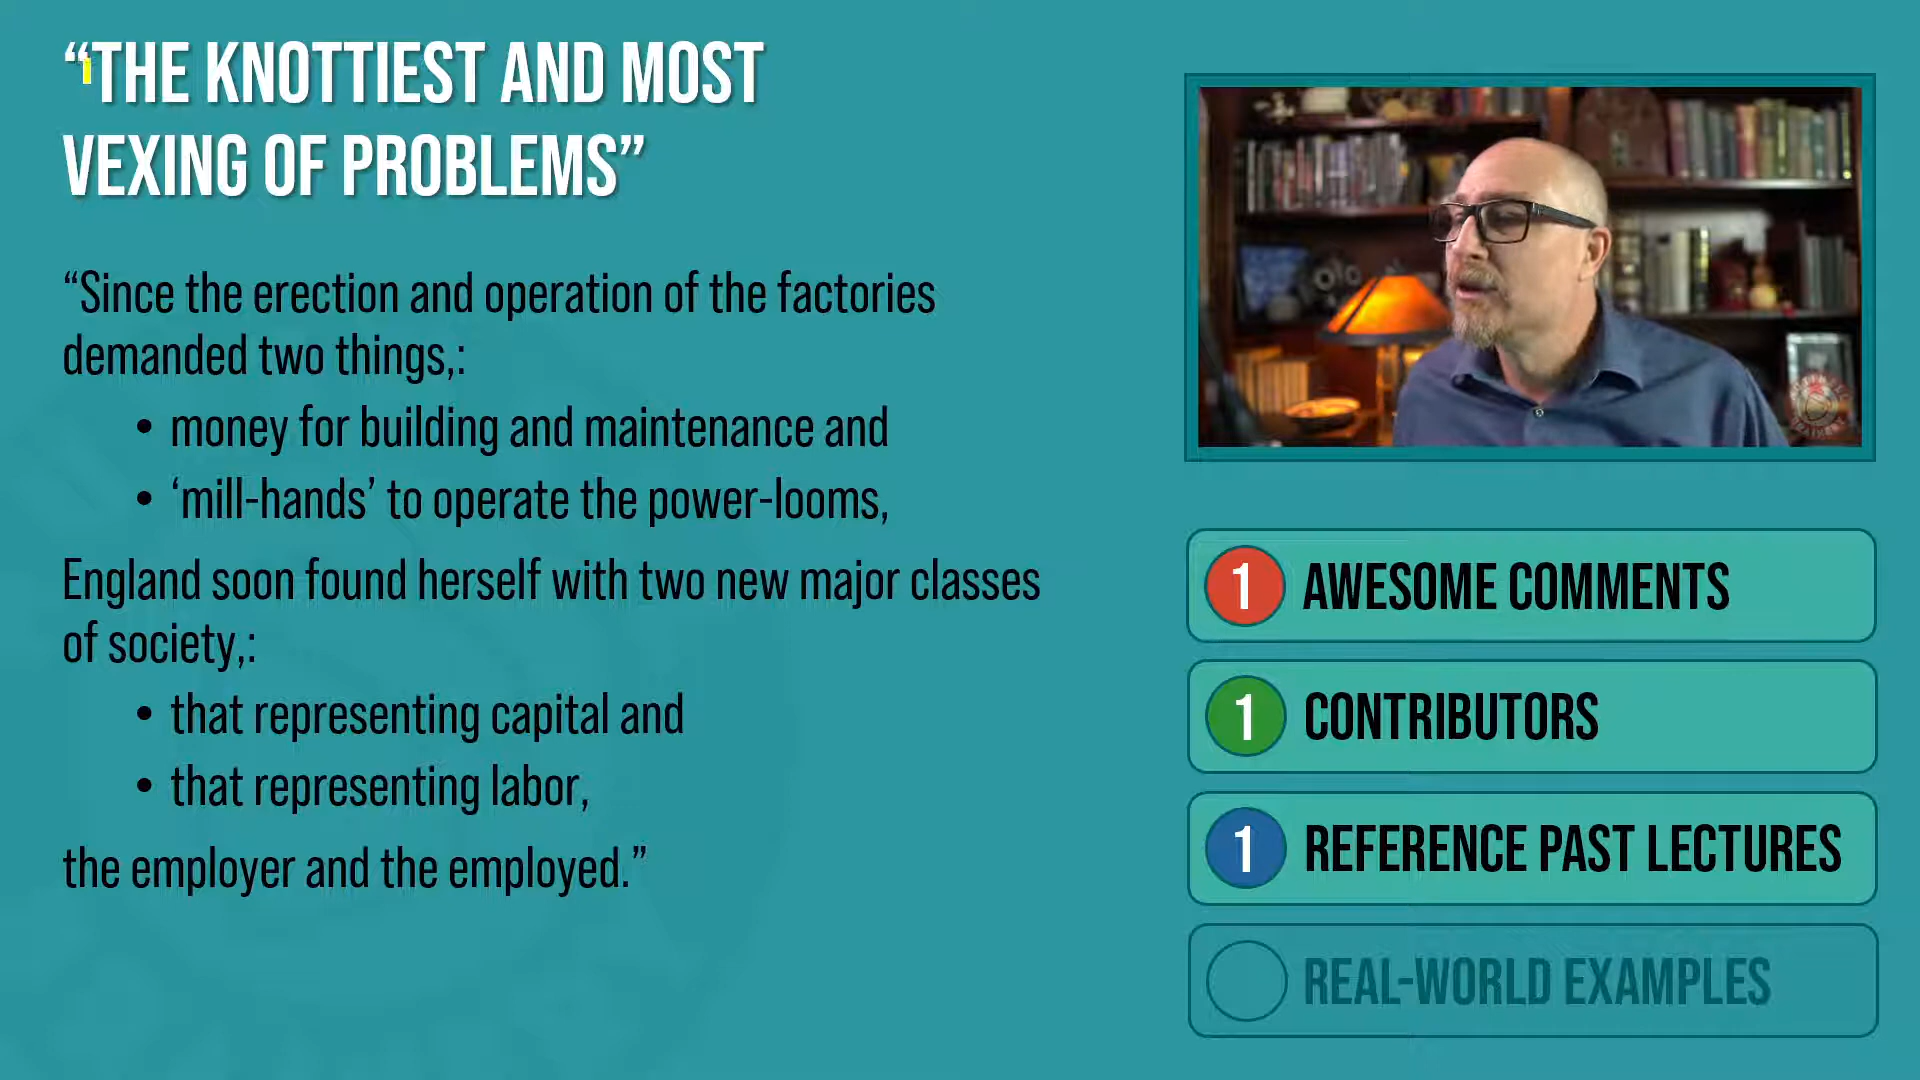 “THE KNOTTIEST AND MOST
VEXING OF PROBLEMS”
“Since the erection and operation of the factories
demanded two things,:
• money for building and maintenance and
• ‘mill-hands’ to operate the power-looms,
England soon found herself with two new major classes
of society,:
• that representing capital and
• that representing labor,
the employer and the employed.”
1 AWESOME COMMENTS
1 CONTRIBUTORS
1 REFERENCE PAST LECTURES
REAL-WORLD EXAMPLES